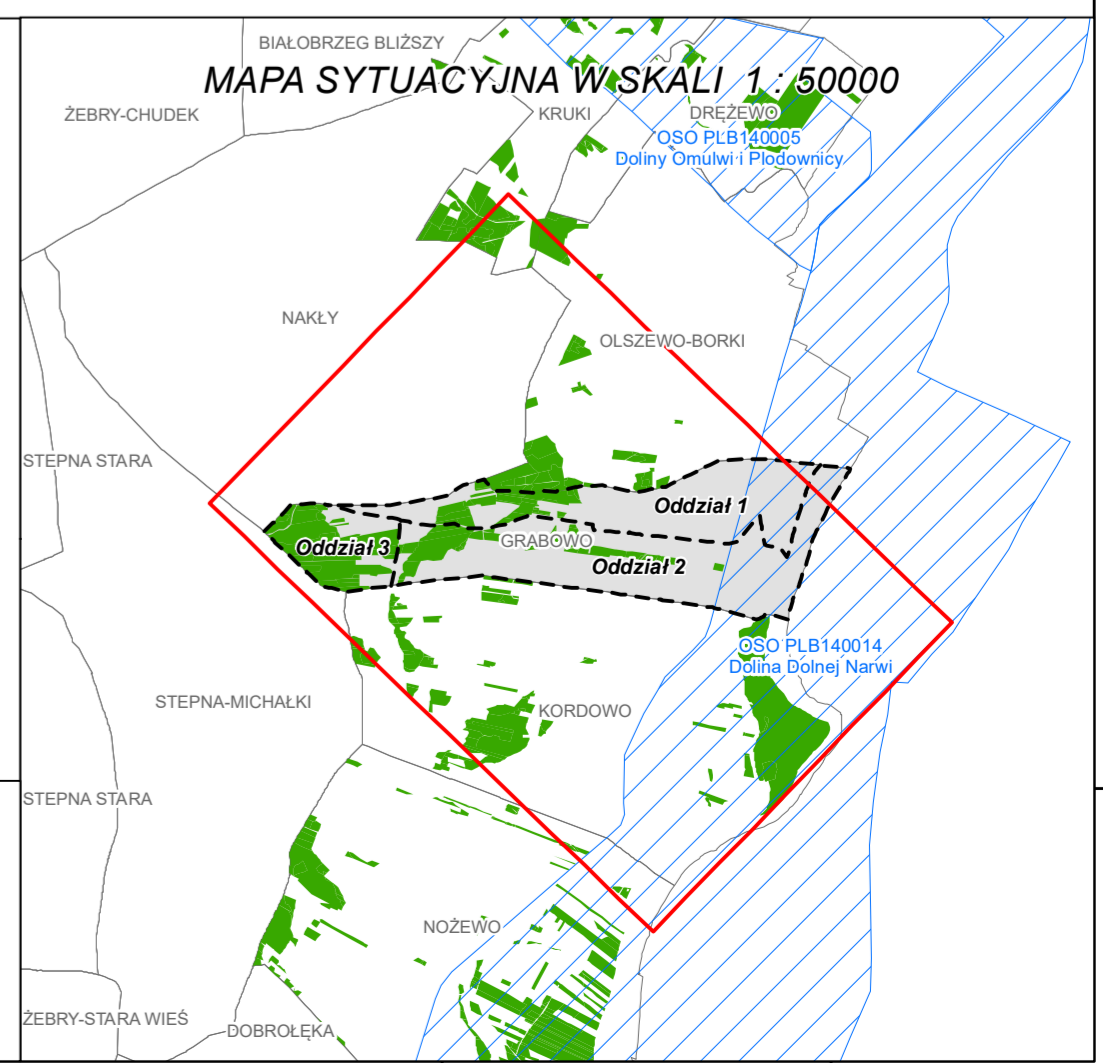 BIAŁOBRZEG BLIŻSZY
MAPA SYTUACYJNA W SKALI 1 : 50000
ŻEBRY-CHUDEK
KRUKI
DRĘŻEWO
OSO PLB140005
Doliny Omulwi i Płodownicy
NAKŁY
OLSZEWO-BORKI
STEPNA STARA
Oddział 1
GRABOWO
Oddział 3
Oddział 2
OSO PLB140014
Dolina Dolnej Narwi
STEPNA-MICHAŁKI
KORDOWO
STEPNA STARA
NOŻEWO
ŻEBRY-STARA WIEŚ
DOBROŁĘKA